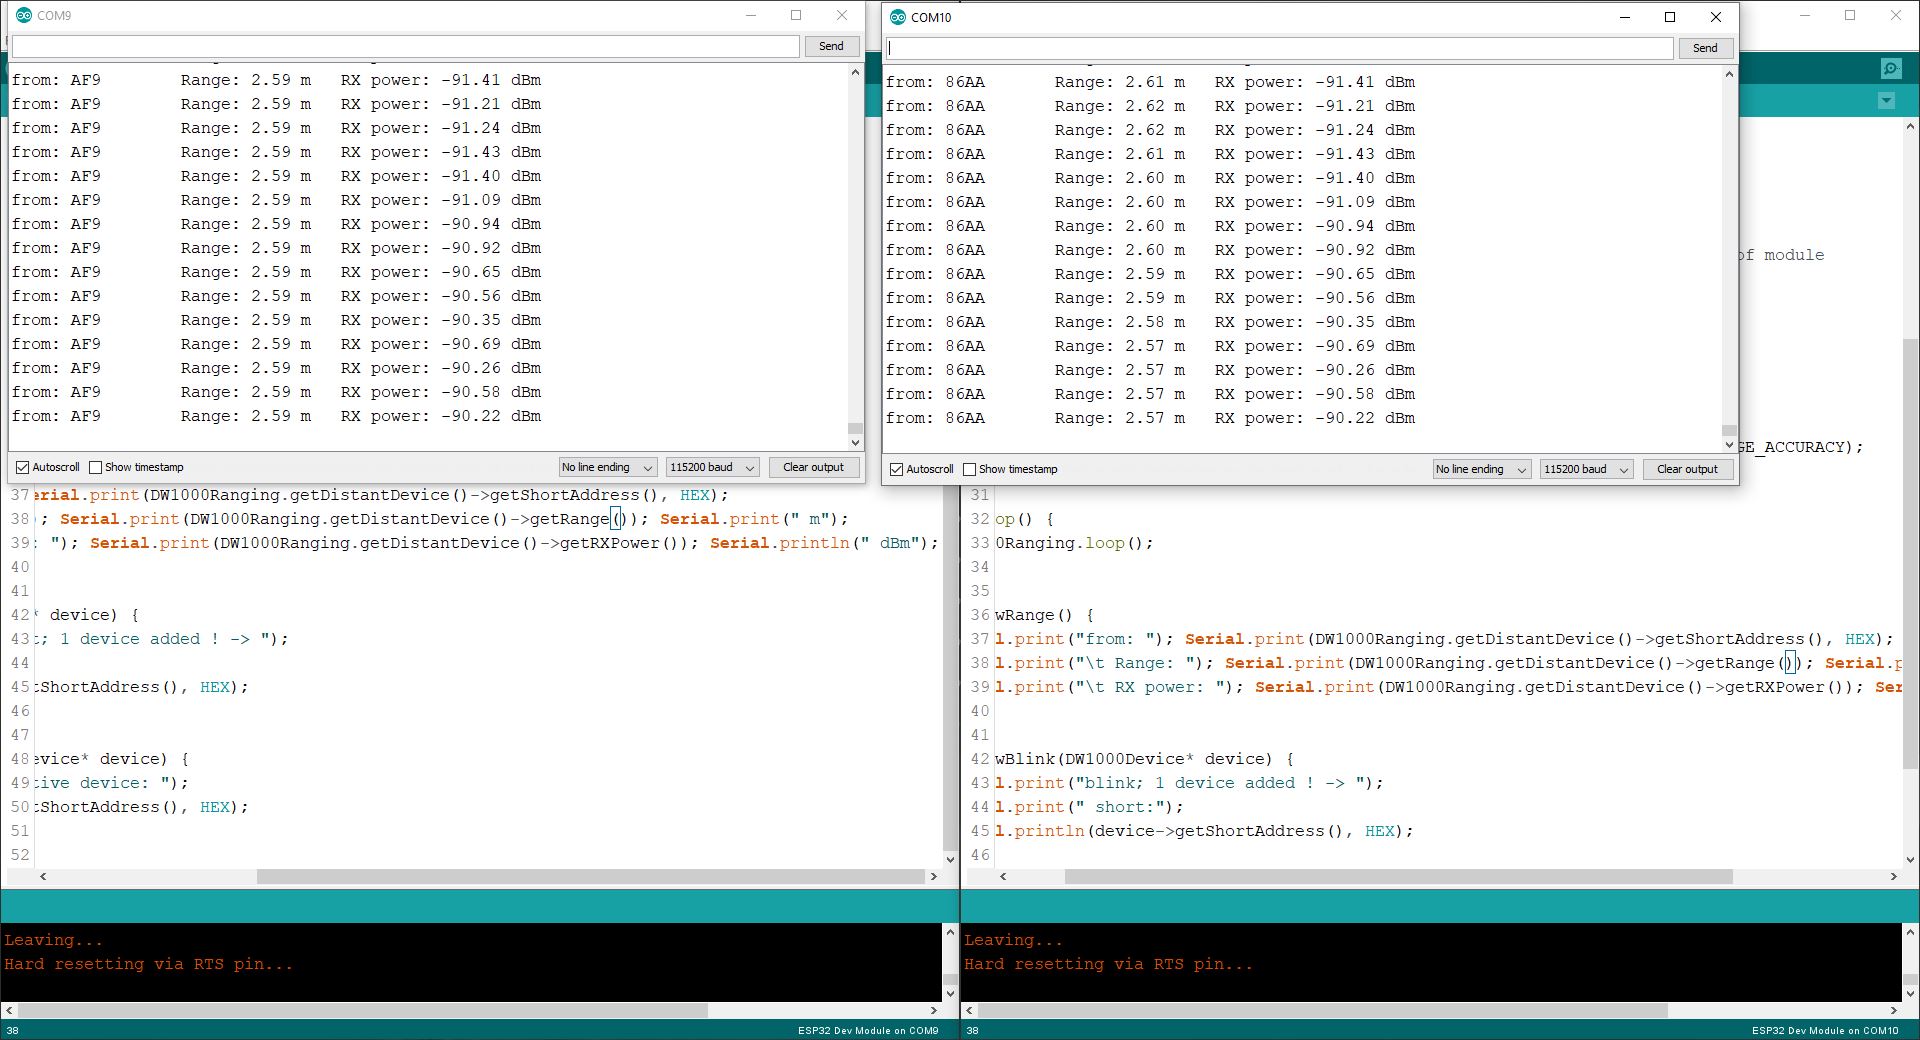 COM9
Send
from: AF9 Range: 2.59 m RX power: -91.41 dBm
from: AF9 Range: 2.59 m RX power: -91.21 dBm
from: AF9 Range: 2.59 m RX power: -91.24 dBm
from: AF9 Range: 2.59 m RX power: -91.43 dBm
from: AF9 Range: 2.59 m RX power: -91.40 dBm
from: AF9 Range: 2.59 m RX power: -91.09 dBm
from: AF9 Range: 2.59 m RX power: -90.94 dBm
from: AF9 Range: 2.59 m RX power: -90.92 dBm
from: AF9 Range: 2.59 m RX power: -90.65 dBm
from: AF9 Range: 2.59 m RX power: -90.56 dBm
from: AF9 Range: 2.59 m RX power: -90.35 dBm
from: AF9 Range: 2.59 m RX power: -90.69 dBm
from: AF9 Range: 2.59 m RX power: -90.26 dBm
from: AF9 Range: 2.59 m RX power: -90.58 dBm
from: AF9 Range: 2.59 m RX power: -90.22 dBm
Autoscroll Show timestamp No line ending 115200 baud Clear output
37 erial.print(DW1000Ranging.getDistantDevice()->getShortAddress(), HEX);
38 ; Serial.print(DW1000Ranging.getDistantDevice()->getRange()); Serial.print(" m");
39 : "); Serial.print(DW1000Ranging.getDistantDevice()->getRXPower()); Serial.println(" dBm");
40
41
42 * device) {
43 t; 1 device added ! -> ");
44
45 tShortAddress(), HEX);
46
47
48 evice* device) {
49 tive device: ");
50 tShortAddress(), HEX);
51
52
Leaving...
Hard resetting via RTS pin...
38 ESP32 Dev Module on COM9
COM10
Send
from: 86AA Range: 2.61 m RX power: -91.41 dBm
from: 86AA Range: 2.62 m RX power: -91.21 dBm
from: 86AA Range: 2.62 m RX power: -91.24 dBm
from: 86AA Range: 2.61 m RX power: -91.43 dBm
from: 86AA Range: 2.60 m RX power: -91.40 dBm
from: 86AA Range: 2.60 m RX power: -91.09 dBm
from: 86AA Range: 2.60 m RX power: -90.94 dBm
from: 86AA Range: 2.60 m RX power: -90.92 dBm
from: 86AA Range: 2.59 m RX power: -90.65 dBm
from: 86AA Range: 2.59 m RX power: -90.56 dBm
from: 86AA Range: 2.58 m RX power: -90.35 dBm
from: 86AA Range: 2.57 m RX power: -90.69 dBm
from: 86AA Range: 2.57 m RX power: -90.26 dBm
from: 86AA Range: 2.57 m RX power: -90.58 dBm
from: 86AA Range: 2.57 m RX power: -90.22 dBm
Autoscroll Show timestamp No line ending 115200 baud Clear output
of module
GE_ACCURACY);
31
32 op() {
33 0Ranging.loop();
34
35
36 wRange() {
37 l.print("from: "); Serial.print(DW1000Ranging.getDistantDevice()->getShortAddress(), HEX);
38 l.print("\t Range: "); Serial.print(DW1000Ranging.getDistantDevice()->getRange()); Serial.p
39 l.print("\t RX power: "); Serial.print(DW1000Ranging.getDistantDevice()->getRXPower()); Ser
40
41
42 wBlink(DW1000Device* device) {
43 l.print("blink; 1 device added ! -> ");
44 l.print(" short:");
45 l.println(device->getShortAddress(), HEX);
46
Leaving...
Hard resetting via RTS pin...
38 ESP32 Dev Module on COM10